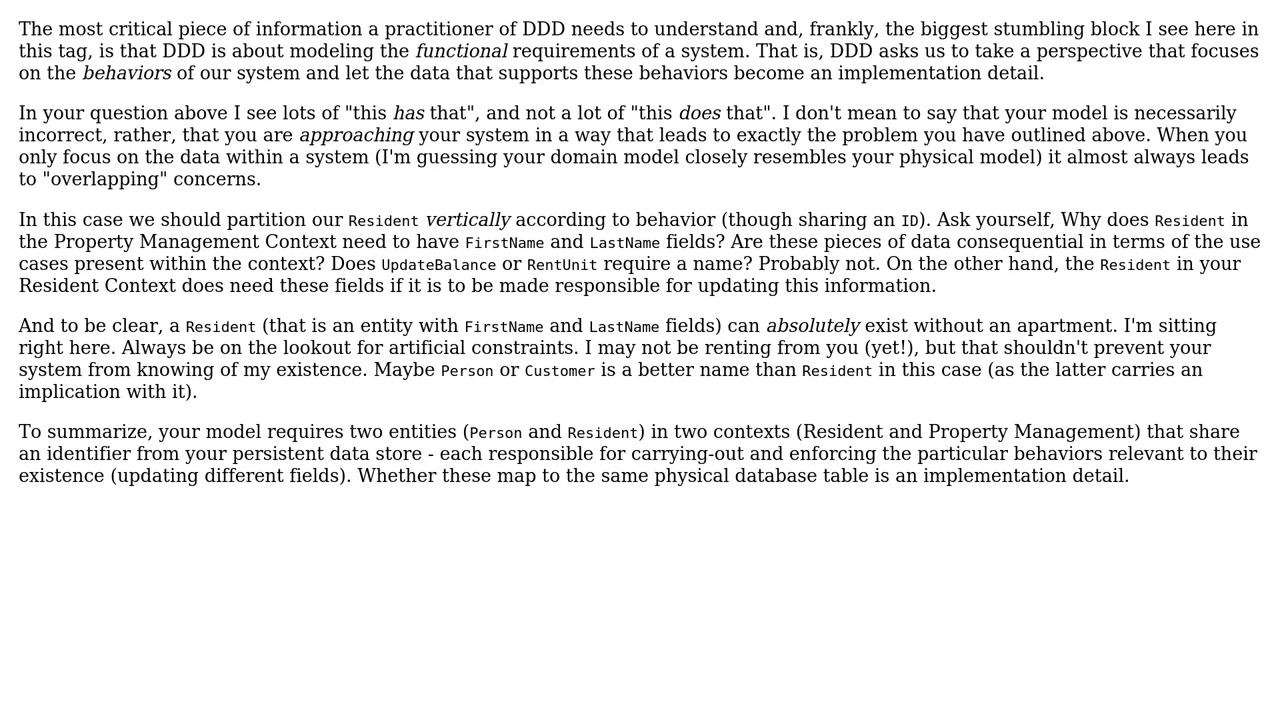 The most critical piece of information a practitioner of DDD needs to understand and, frankly, the biggest stumbling block I see here in
this tag, is that DDD is about modeling the functional requirements of a system. That is, DDD asks us to take a perspective that focuses
on the behaviors of our system and let the data that supports these behaviors become an implementation detail.
In your question above I see lots of "this has that", and not a lot of "this does that". I don't mean to say that your model is necessarily
incorrect, rather, that you are approaching your system in a way that leads to exactly the problem you have outlined above. When you
only focus on the data within a system (I'm guessing your domain model closely resembles your physical model) it almost always leads
to "overlapping" concerns.
In this case we should partition our Resident vertically according to behavior (though sharing an ID). Ask yourself, Why does Resident in
the Property Management Context need to have FirstName and LastName fields? Are these pieces of data consequential in terms of the use
cases present within the context? Does UpdateBalance or RentUnit require a name? Probably not. On the other hand, the Resident in your
Resident Context does need these fields if it is to be made responsible for updating this information.
And to be clear, a Resident (that is an entity with FirstName and LastName fields) can absolutely exist without an apartment. I'm sitting
right here. Always be on the lookout for artificial constraints. I may not be renting from you (yet!), but that shouldn't prevent your
system from knowing of my existence. Maybe Person or Customer is a better name than Resident in this case (as the latter carries an
implication with it).
To summarize, your model requires two entities (Person and Resident) in two contexts (Resident and Property Management) that share
an identifier from your persistent data store - each responsible for carrying-out and enforcing the particular behaviors relevant to their
existence (updating different fields). Whether these map to the same physical database table is an implementation detail.